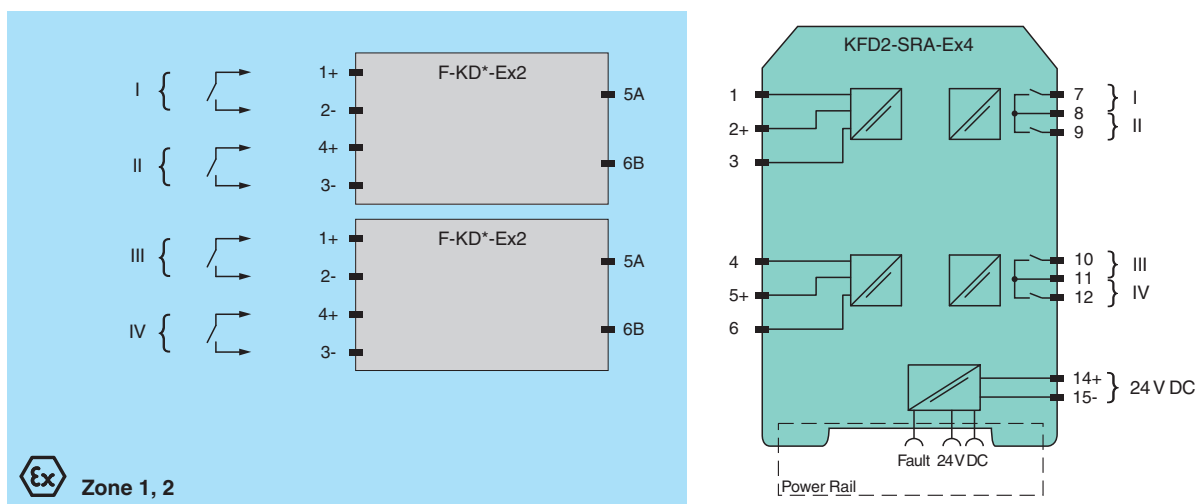 I
1+
2-
F-KD*-Ex2
5A
II
4+
3-
6B
III
1+
2-
F-KD*-Ex2
5A
IV
4+
3-
6B
Ex
Zone 1, 2
KFD2-SRA-Ex4
1
2+
3
7
8
9
I
II
4
5+
6
10
11
12
III
IV
14+
15-
24 V DC
Fault 24 V DC
Power Rail